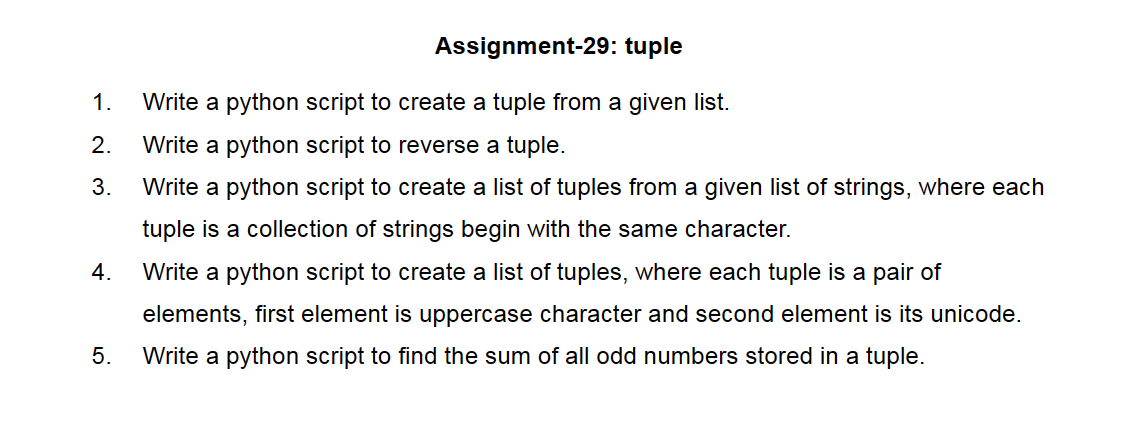 Assignment-29: tuple
1. Write a python script to create a tuple from a given list.
2. Write a python script to reverse a tuple.
3. Write a python script to create a list of tuples from a given list of strings, where each
tuple is a collection of strings begin with the same character.
4. Write a python script to create a list of tuples, where each tuple is a pair of
elements, first element is uppercase character and second element is its unicode.
5. Write a python script to find the sum of all odd numbers stored in a tuple.